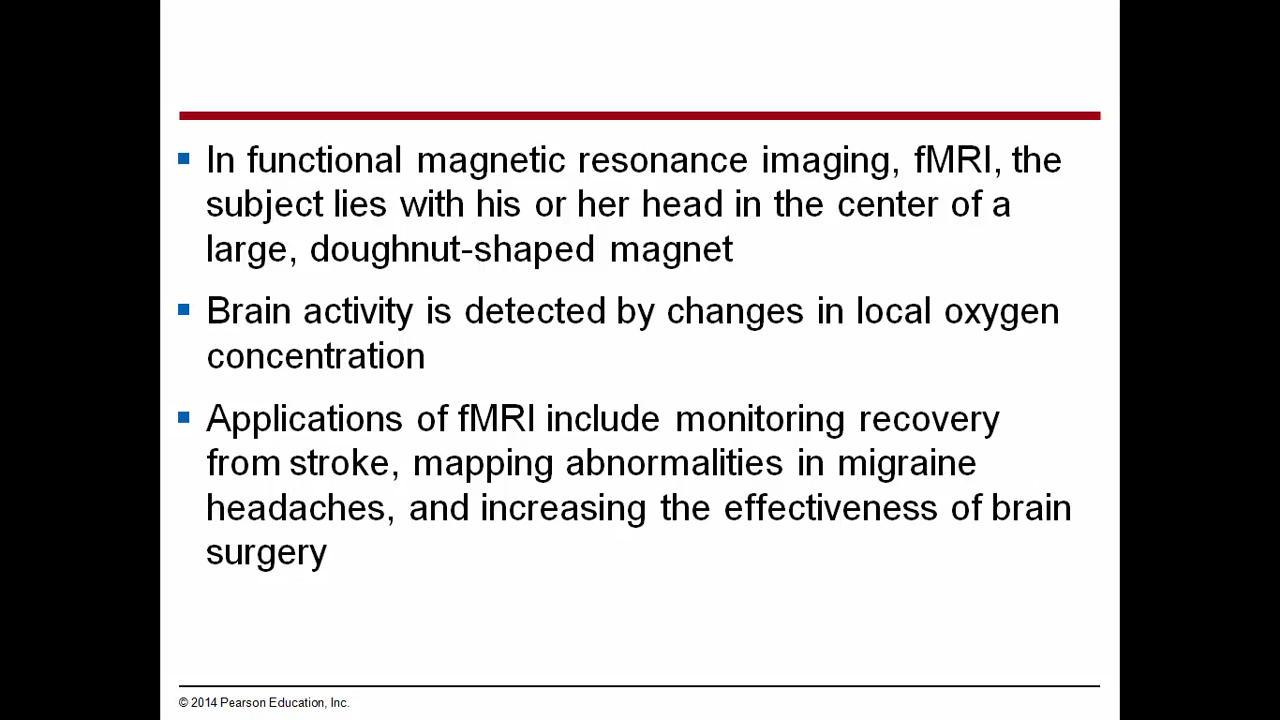 In functional magnetic resonance imaging, fMRI, the
subject lies with his or her head in the center of a
large, doughnut-shaped magnet
Brain activity is detected by changes in local oxygen
concentration
Applications of fMRI include monitoring recovery
from stroke, mapping abnormalities in migraine
headaches, and increasing the effectiveness of brain
surgery
© 2014 Pearson Education, Inc.